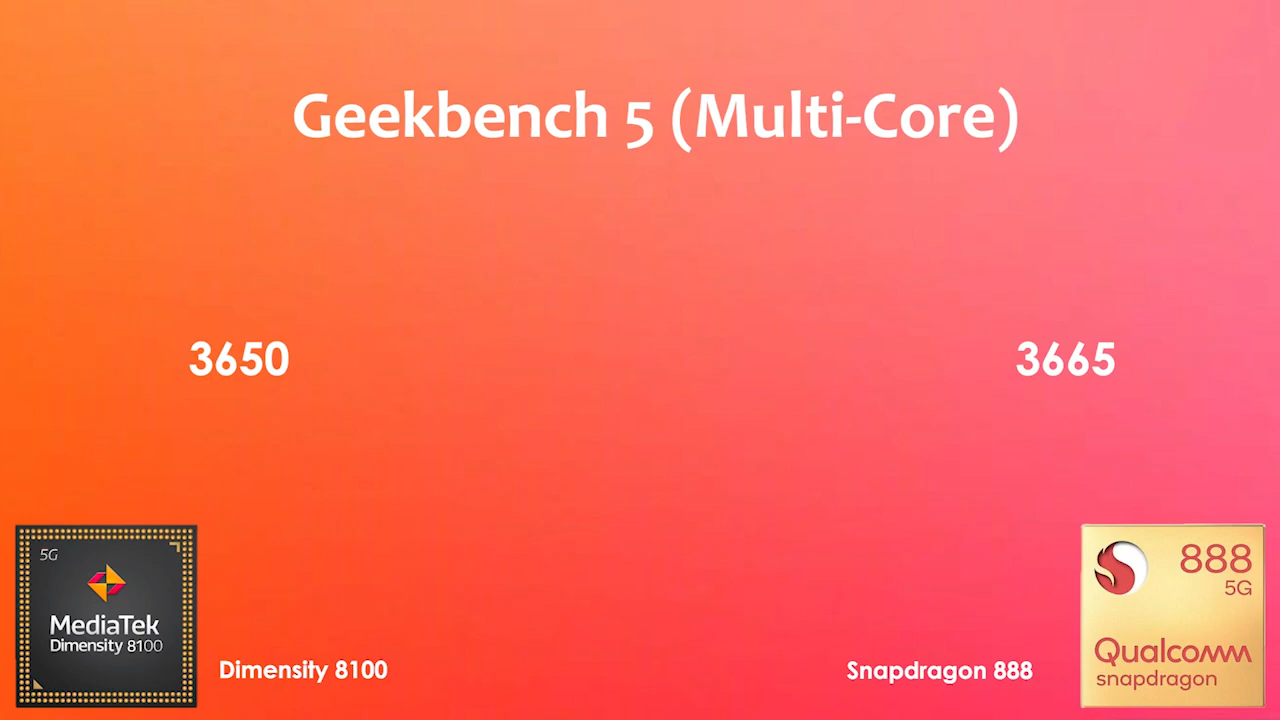 Geekbench 5 (Multi-Core)
3650
3665
5G
MediaTek
Dimensity 8100
Dimensity 8100
Snapdragon 888
888
5G
Qualcomm
snapdragon